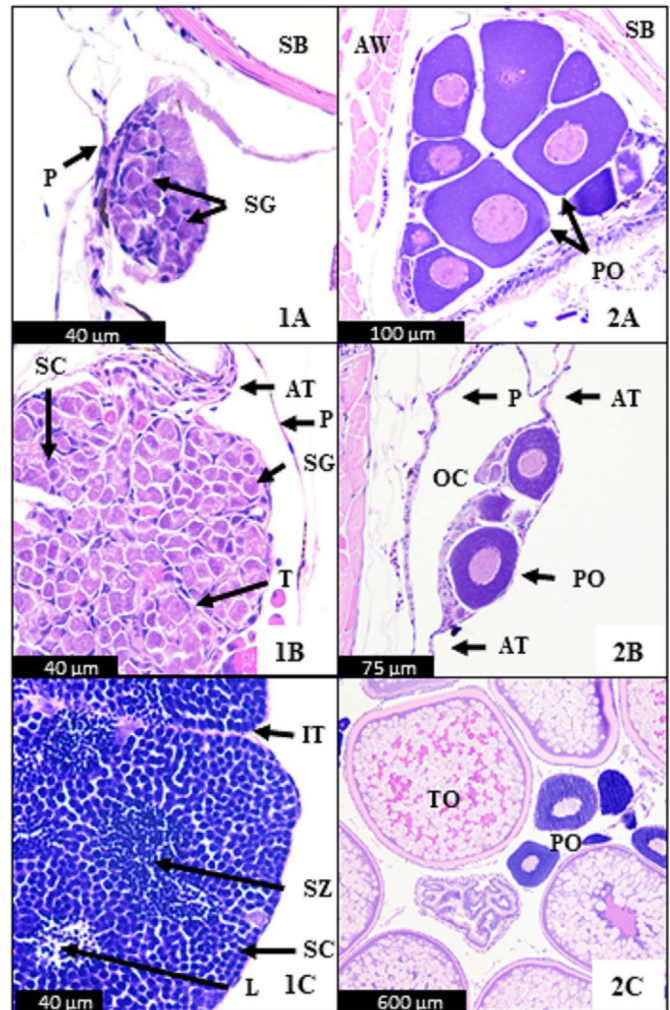 SB
P
SG
1A
40 µm
AW
SB
PO
2A
100 µm
SC
AT
P
SG
T
1B
40 µm
P
AT
OC
PO
AT
2B
75 µm
IT
SZ
SC
L
1C
40 µm
TO
PO
2C
600 µm